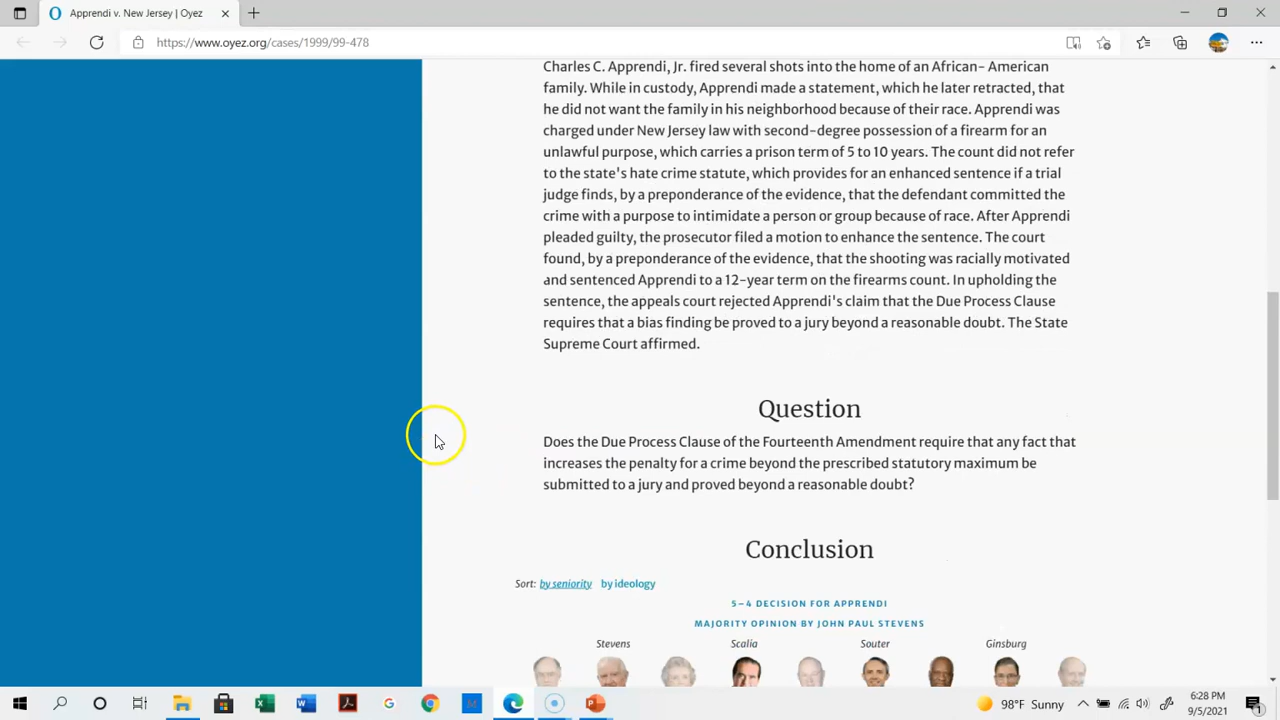 Apprendi v. New Jersey | Oyez
https://www.oyez.org/cases/1999/99-478
Charles C. Apprendi, Jr. fired several shots into the home of an African- American
family. While in custody, Apprendi made a statement, which he later retracted, that
he did not want the family in his neighborhood because of their race. Apprendi was
charged under New Jersey law with second-degree possession of a firearm for an
unlawful purpose, which carries a prison term of 5 to 10 years. The count did not refer
to the state's hate crime statute, which provides for an enhanced sentence if a trial
judge finds, by a preponderance of the evidence, that the defendant committed the
crime with a purpose to intimidate a person or group because of race. After Apprendi
pleaded guilty, the prosecutor filed a motion to enhance the sentence. The court
found, by a preponderance of the evidence, that the shooting was racially motivated
and sentenced Apprendi to a 12-year term on the firearms count. In upholding the
sentence, the appeals court rejected Apprendi's claim that the Due Process Clause
requires that a bias finding be proved to a jury beyond a reasonable doubt. The State
Supreme Court affirmed.
Question
Does the Due Process Clause of the Fourteenth Amendment require that any fact that
increases the penalty for a crime beyond the prescribed statutory maximum be
submitted to a jury and proved beyond a reasonable doubt?
Conclusion
Sort: by seniority by ideology
5–4 DECISION FOR APPRENDI
MAJORITY OPINION BY JOHN PAUL STEVENS
Stevens Scalia Souter Ginsburg
98°F Sunny
6:28 PM
9/5/2021
1